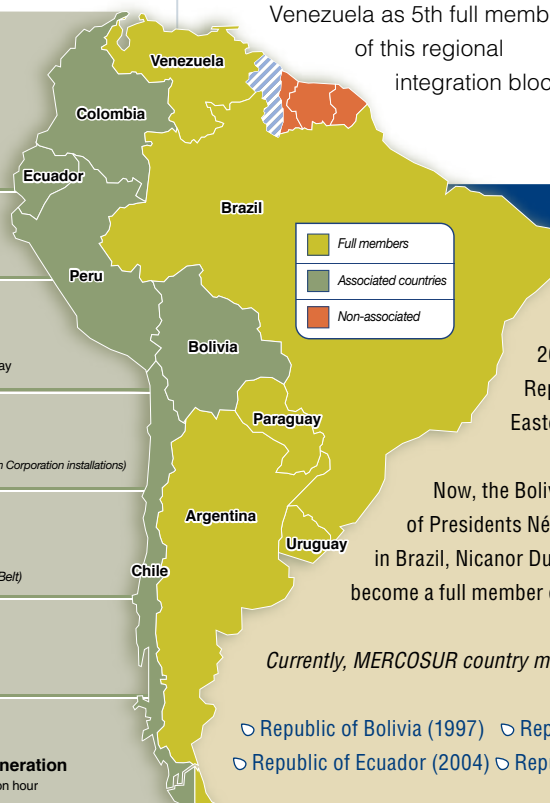 Venezuela as 5th full memb
of this regional
integration bloc
Venezuela
Colombia
Ecuador
Brazil
Full members
Associated countries
Non-associated
Peru
Bolivia
ay
20
Rep
Paraguay
Easte
n Corporation installations)
Now, the Boliv
Argentina
of Presidents Né
Uruguay
in Brazil, Nicanor Du
Chile
Belt)
become a full member o
Currently, MERCOSUR country m
Republic of Bolivia (1997) Rep
Republic of Ecuador (2004) Repu
neration
on hour